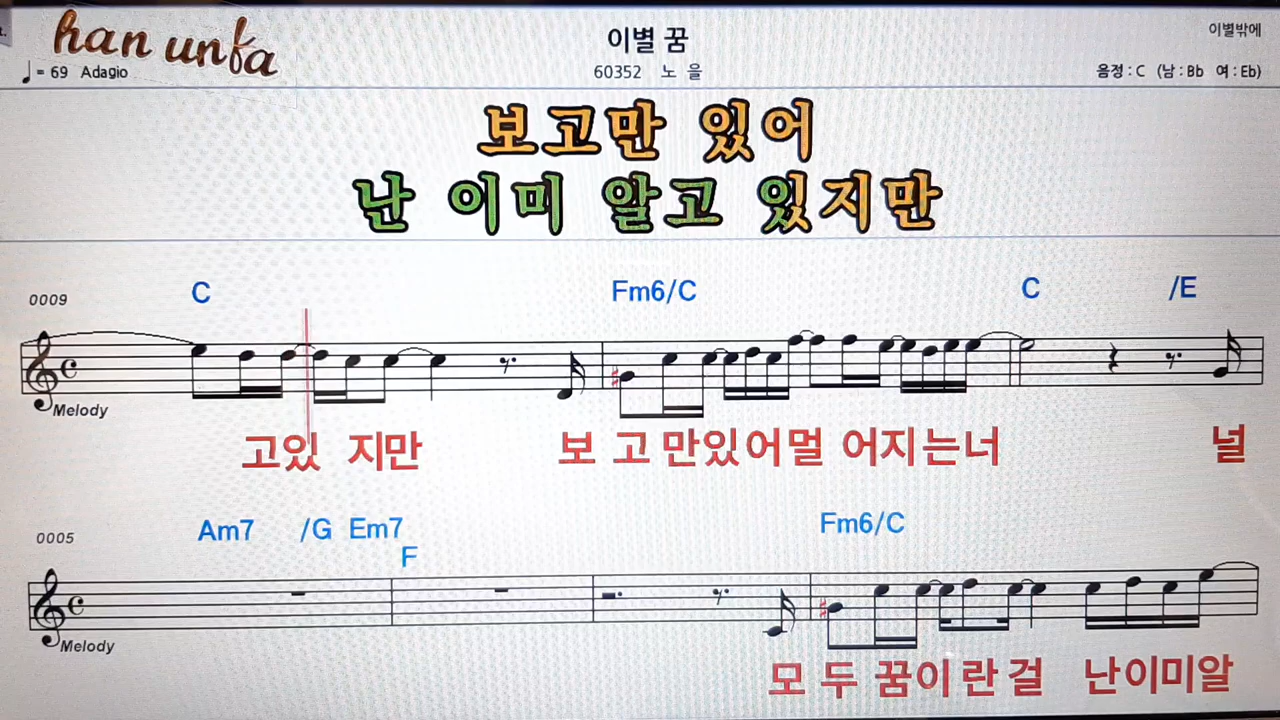 han unfa
이별 꿈
이별밖에
♩= 69 Adagio
60352 노 을
음정 : C (남 : Bb 여 : Eb)
보고만 있어
난 이미 알고 있지만
0009
C Fm6/C C /E
Melody
고있 지만 보 고 만있어멀 어지는너 널
0005
Am7 /G Em7 Fm6/C
F
Melody
모 두 꿈이 란 걸 난이미알